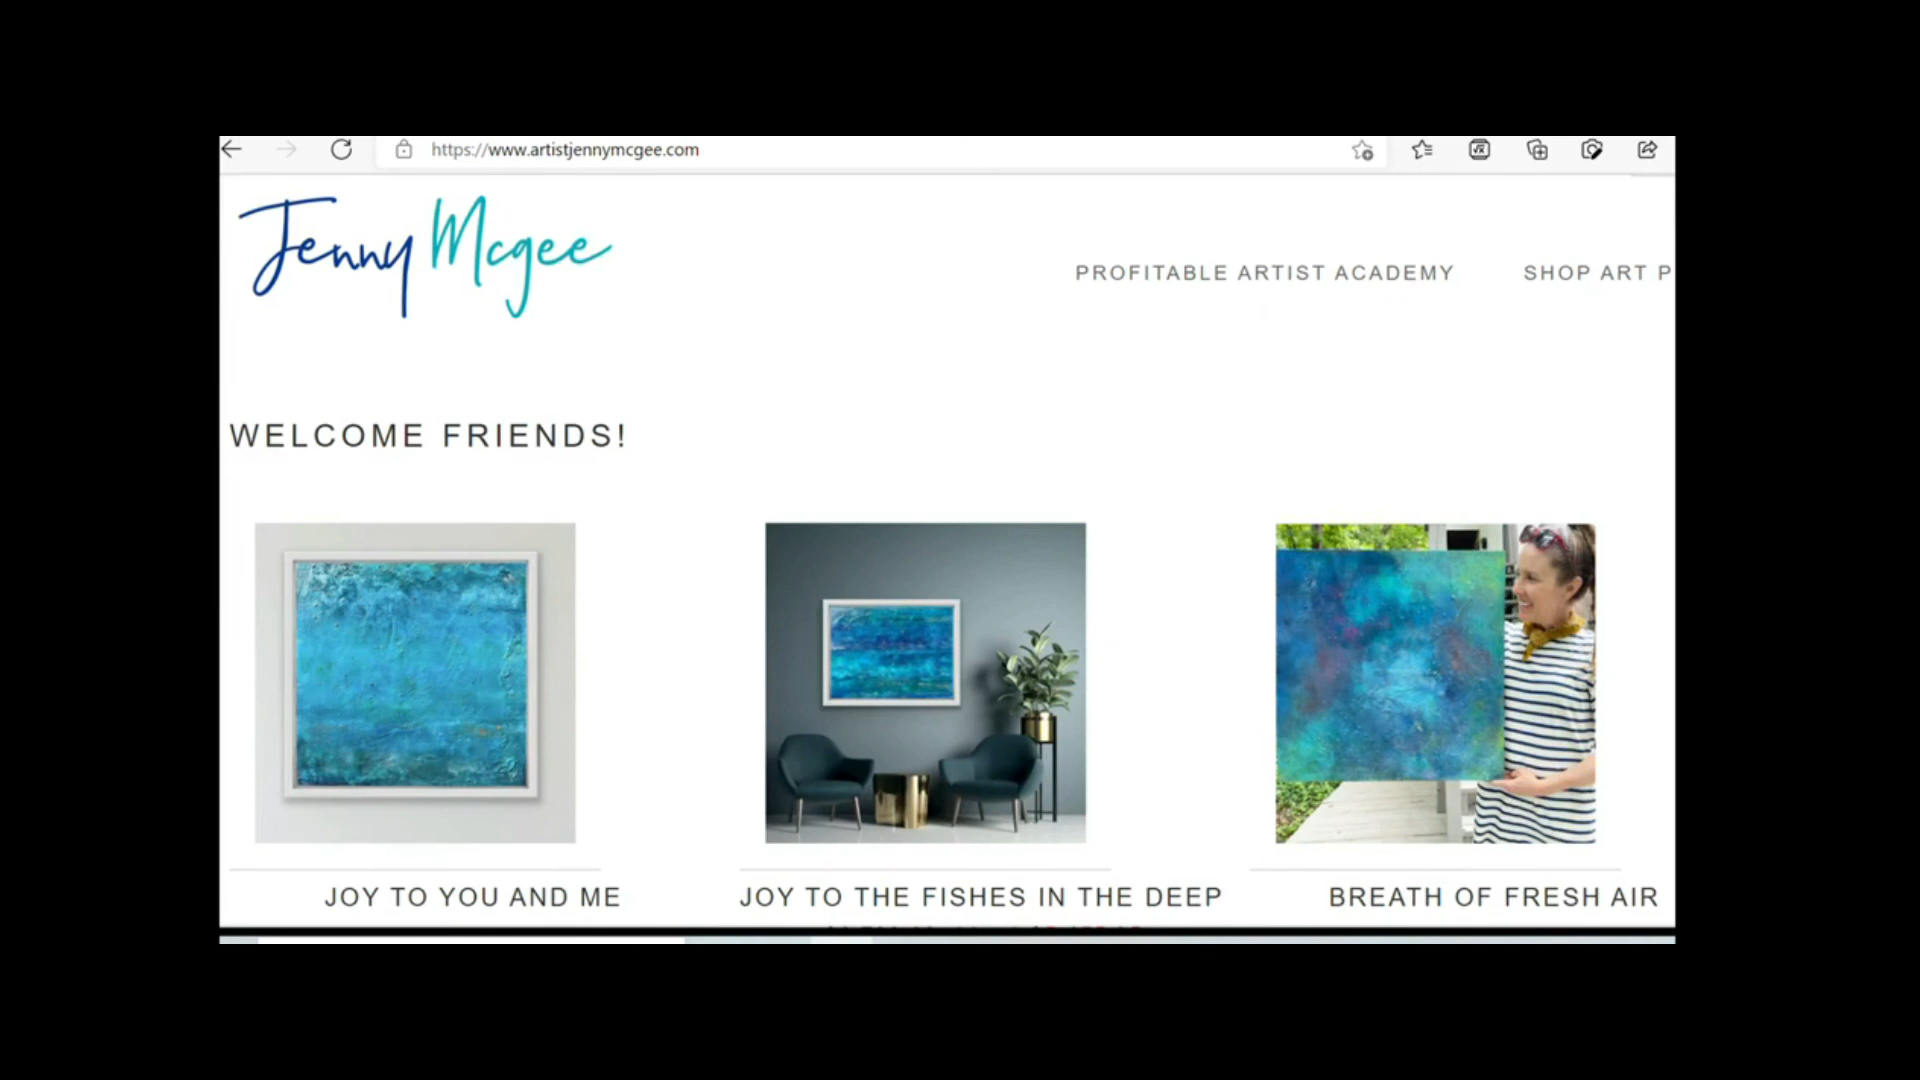 https://www.artistjennymcgee.com
Jenny Mcgee
PROFITABLE ARTIST ACADEMY
SHOP ART P
WELCOME FRIENDS!
JOY TO YOU AND ME
JOY TO THE FISHES IN THE DEEP
BREATH OF FRESH AIR